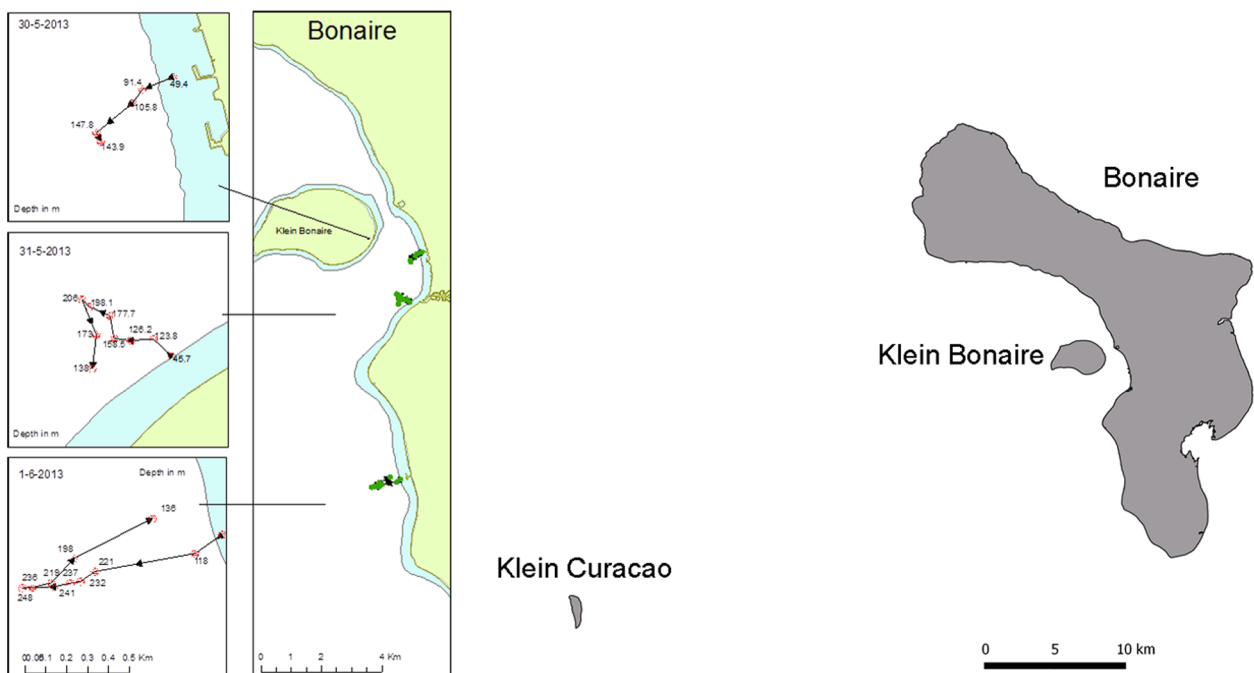 30-5-2013
91.4
49.4
105.8
147.8
143.9
Depth in m
31-5-2013
206
198.1
177.7
173
158.5
126.2
123.8
45.7
138
Depth in m
1-6-2013
Depth in m
136
198
221
118
236
219
237
232
248
241
0 0.05 0.1 0.2 0.3 0.4 0.5 Km
Bonaire
Klein Bonaire
0 1 2 4 Km
Bonaire
Klein Bonaire
Klein Curacao
0 5 10 km